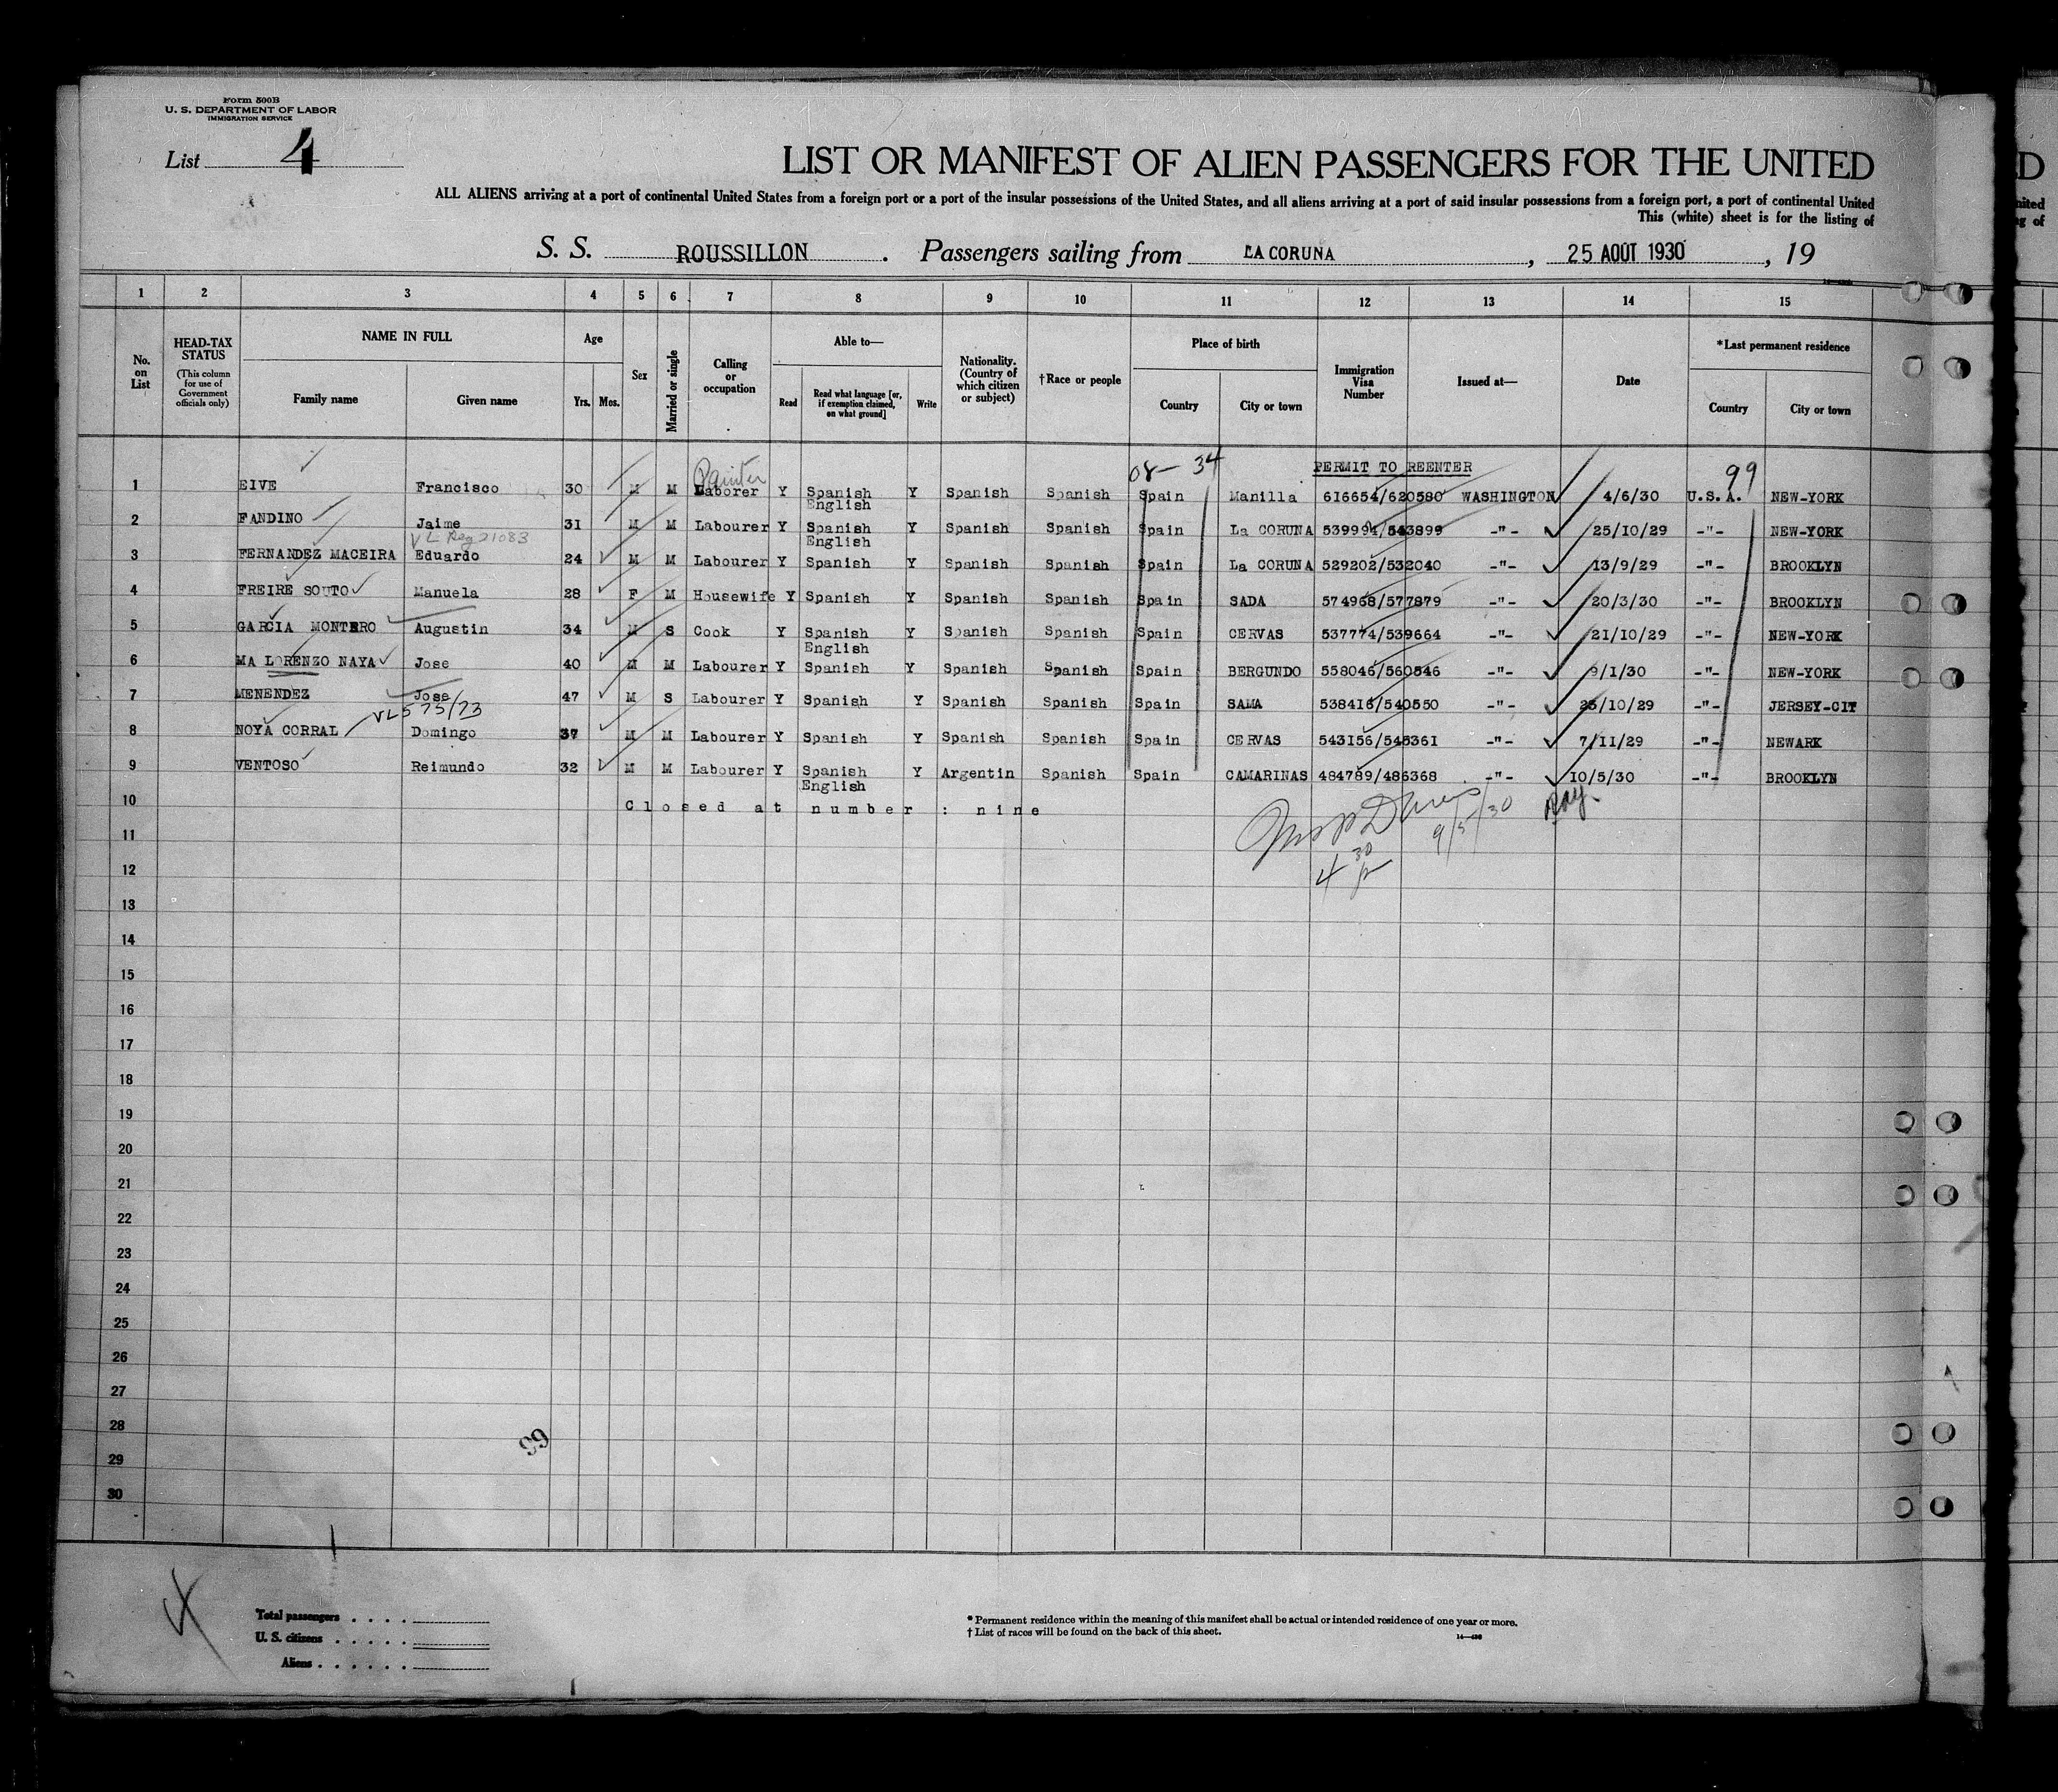 Form 500B
U. S. DEPARTMENT OF LABOR
IMMIGRATION SERVICE
List 4
LIST OR MANIFEST OF ALIEN PASSENGERS FOR THE UNITED
ALL ALIENS arriving at a port of continental United States from a foreign port or a port of the insular possessions of the United States, and all aliens arriving at a port of said insular possessions from a foreign port, a port of continental United
This (white) sheet is for the listing of
S. S. ROUSSILLON. Passengers sailing from LA CORUNA, 25 AOUT 1930, 19
1 2 3 4 5 6 7 8 9 10 11 12 13 14 15
No. on List
HEAD-TAX STATUS (This column for use of Government officials only)
NAME IN FULL Family name Given name
Age Yrs. Mos.
Sex
Married or single
Calling or occupation
Able to— Read Read what language [or, if exemption claimed, on what ground] Write
Nationality. (Country of which citizen or subject)
†Race or people
Place of birth Country City or town
Immigration Visa Number
Issued at—
Date
*Last permanent residence Country City or town
Painter 08- 34 PERMIT TO REENTER 99
1 EIVE Francisco 30 M M Laborer Y Spanish English Y Spanish Spanish Spain Manilla 616654/620580 WASHINGTON 4/6/30 U.S.A. NEW-YORK
2 FANDINO Jaime 31 M M Labourer Y Spanish English Y Spanish Spanish Spain La CORUNA 539994/543899 -"- 25/10/29 -"- NEW-YORK
VL Reg 21083
3 FERNANDEZ MACEIRA Eduardo 24 M M Labourer Y Spanish Y Spanish Spanish Spain La CORUNA 529202/532040 -"- 13/9/29 -"- BROOKLYN
4 FREIRE SOUTO Manuela 28 F M Housewife Y Spanish Y Spanish Spanish Spain SADA 574968/577879 -"- 20/3/30 -"- BROOKLYN
5 GARCIA MONTERO Augustin 34 M S Cook Y Spanish English Y Spanish Spanish Spain CERVAS 537774/539664 -"- 21/10/29 -"- NEW-YORK
6 MA LORENZO NAYA Jose 40 M M Labourer Y Spanish Y Spanish Spanish Spain BERGUNDO 558046/560546 -"- 9/1/30 -"- NEW-YORK
7 MENENDEZ Jose 47 M S Labourer Y Spanish Y Spanish Spanish Spain SAMA 538416/540550 -"- 25/10/29 -"- JERSEY-CIT
VL 575/73
8 NOYA CORRAL Domingo 37 M M Labourer Y Spanish Y Spanish Spanish Spain CERVAS 543156/545361 -"- 7/11/29 -"- NEWARK
9 VENTOSO Reimundo 32 M M Labourer Y Spanish English Y Argentin Spanish Spain CAMARINAS 484789/486368 -"- 10/5/30 -"- BROOKLYN
10 Closed at number : nine
9/5/30
11
4 30 p
12
13
14
15
16
17
18
19
20
21
22
23
24
25
26
27
28
99
29
30
Total passengers . . . .
U. S. citizens . . . . .
Aliens . . . . . .
* Permanent residence within the meaning of this manifest shall be actual or intended residence of one year or more.
† List of races will be found on the back of this sheet.